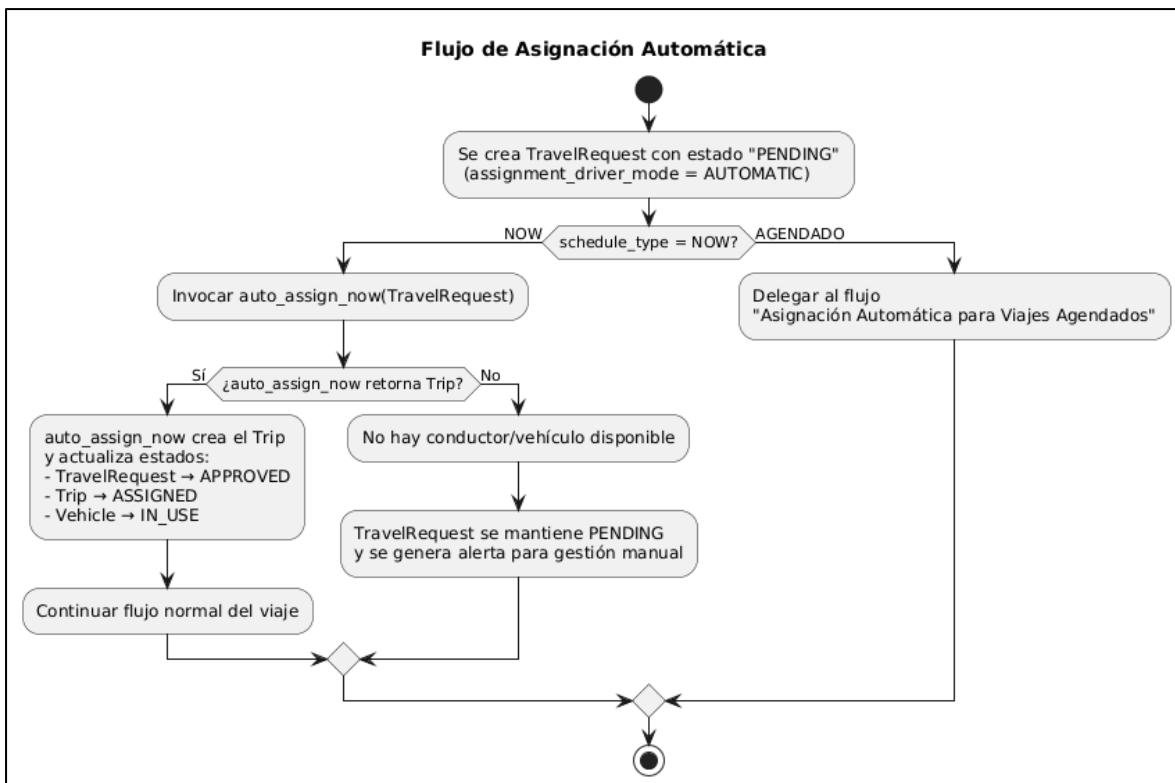 Flujo de Asignación Automática
Se crea TravelRequest con estado "PENDING"
(assignment_driver_mode = AUTOMATIC)
NOW
schedule_type = NOW?
AGENDADO
Invocar auto_assign_now(TravelRequest)
Delegar al flujo
"Asignación Automática para Viajes Agendados"
Sí
¿auto_assign_now retorna Trip?
No
auto_assign_now crea el Trip
y actualiza estados:
- TravelRequest → APPROVED
- Trip → ASSIGNED
- Vehicle → IN_USE
No hay conductor/vehículo disponible
TravelRequest se mantiene PENDING
y se genera alerta para gestión manual
Continuar flujo normal del viaje